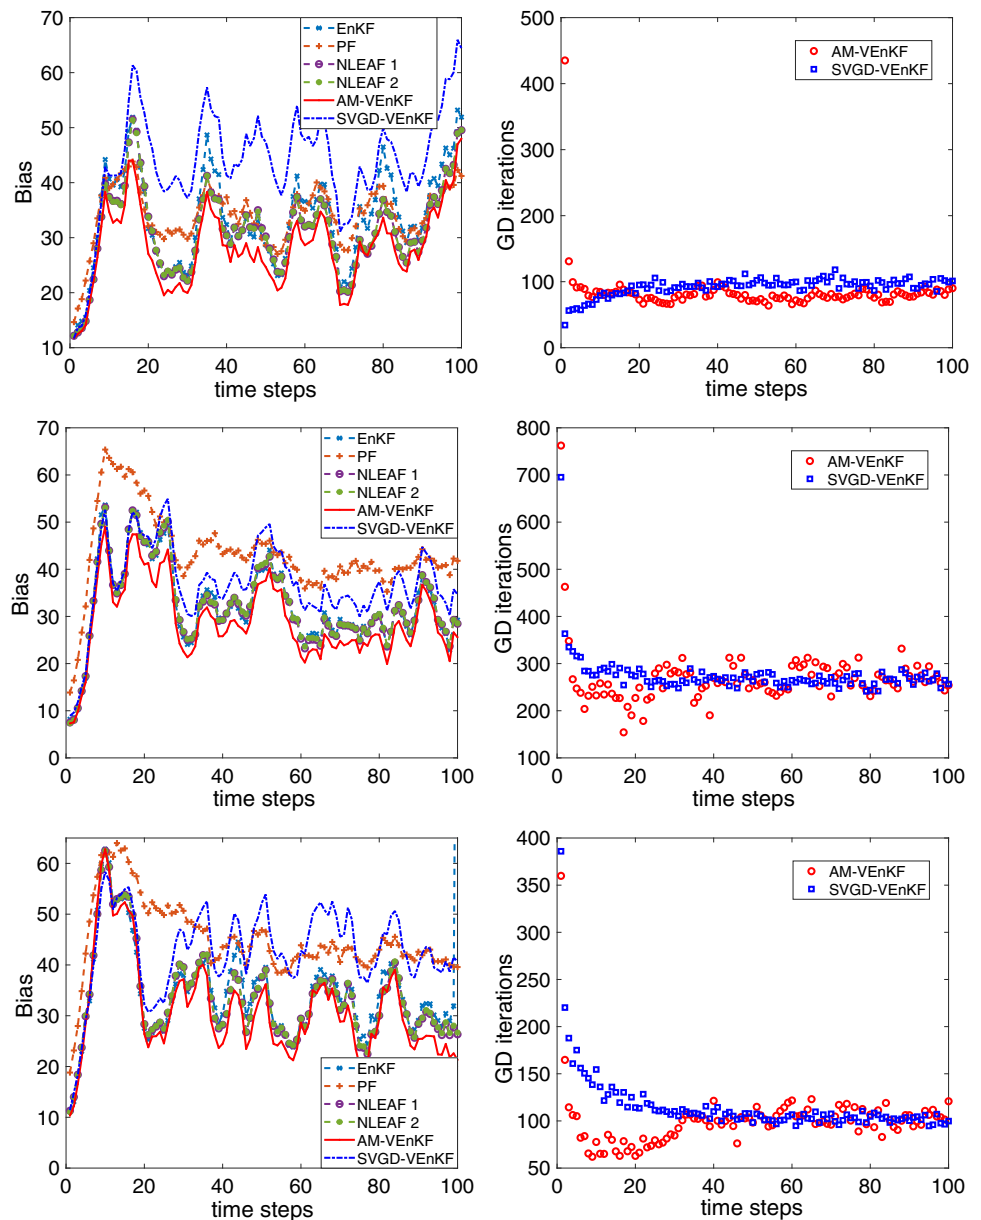 70
60
50
40
30
20
10
0
20
40
60
80
100
Bias
time steps
EnKF
PF
NLEAF 1
NLEAF 2
AM-VEnKF
SVGD-VEnKF
500
400
300
200
100
0
0
20
40
60
80
100
GD iterations
time steps
AM-VEnKF
SVGD-VEnKF
70
60
50
40
30
20
10
0
0
20
40
60
80
100
Bias
time steps
EnKF
PF
NLEAF 1
NLEAF 2
AM-VEnKF
SVGD-VEnKF
800
700
600
500
400
300
200
100
0
20
40
60
80
100
GD iterations
time steps
AM-VEnKF
SVGD-VEnKF
60
50
40
30
20
10
0
0
20
40
60
80
100
Bias
time steps
EnKF
PF
NLEAF 1
NLEAF 2
AM-VEnKF
SVGD-VEnKF
400
350
300
250
200
150
100
50
0
20
40
60
80
100
GD iterations
time steps
AM-VEnKF
SVGD-VEnKF